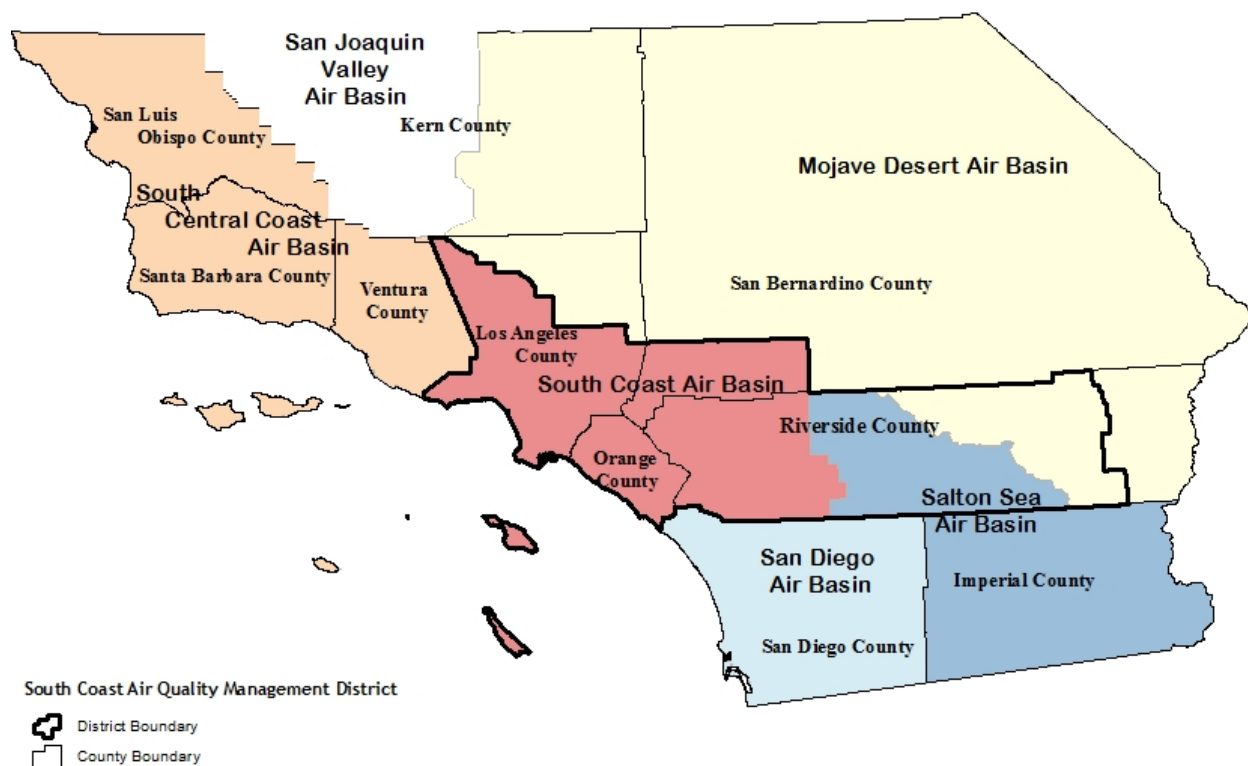 San Joaquin
Valley
Air Basin
Kern County
San Luis
Obispo County
Mojave Desert Air Basin
South
Central Coast
Air Basin
Santa Barbara County
Ventura
County
San Bernardino County
Los Angeles
County
South Coast Air Basin
Riverside County
Orange
County
Salton Sea
Air Basin
San Diego
Air Basin
Imperial County
San Diego County
South Coast Air Quality Management District
District Boundary
County Boundary